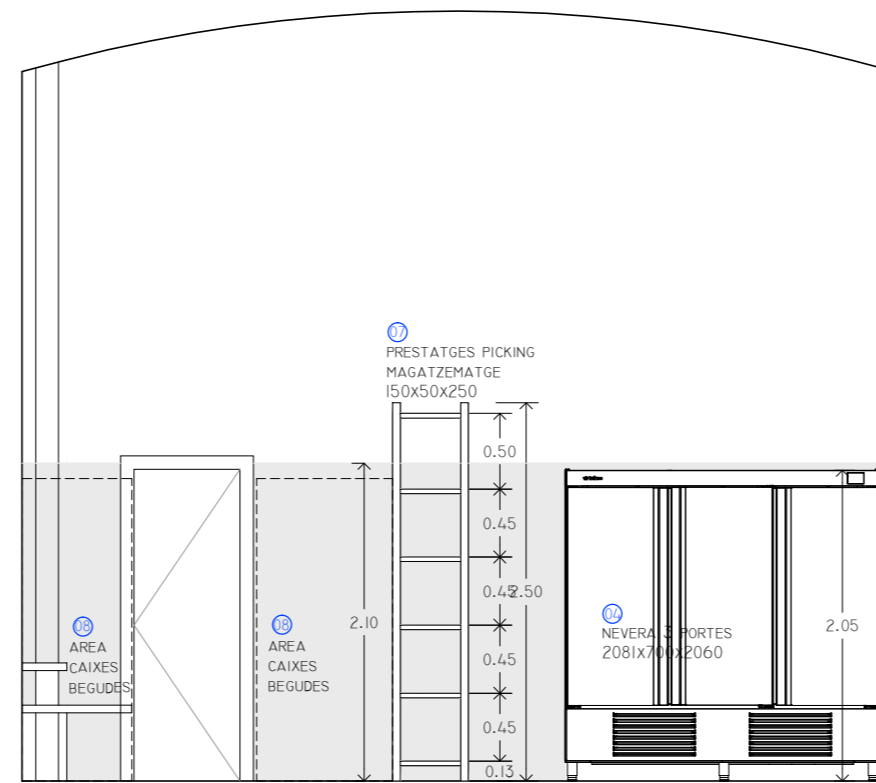 07
PRESTATGES PICKING
MAGATZEMATGE
150x50x250
0.50
0.45
0.45
2.50
0.45
0.45
0.13
08
AREA
CAIXES
BEGUDES
08
AREA
CAIXES
BEGUDES
2.10
04
NEVERA 3 PORTES
2081x700x2060
2.05